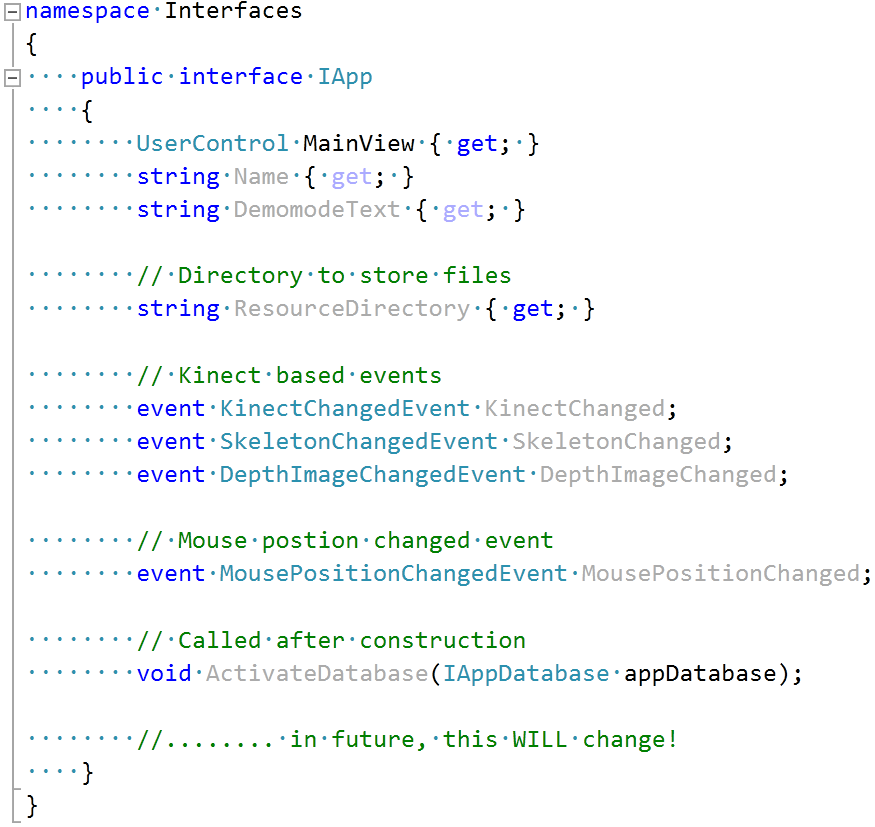 namespace Interfaces
{
    public interface IApp
    {
        UserControl MainView { get; }
        string Name { get; }
        string DemomodeText { get; }

        // Directory to store files
        string ResourceDirectory { get; }

        // Kinect based events
        event KinectChangedEvent KinectChanged;
        event SkeletonChangedEvent SkeletonChanged;
        event DepthImageChangedEvent DepthImageChanged;

        // Mouse postion changed event
        event MousePositionChangedEvent MousePositionChanged;

        // Called after construction
        void ActivateDatabase(IAppDatabase appDatabase);

        //........ in future, this WILL change!
    }
}